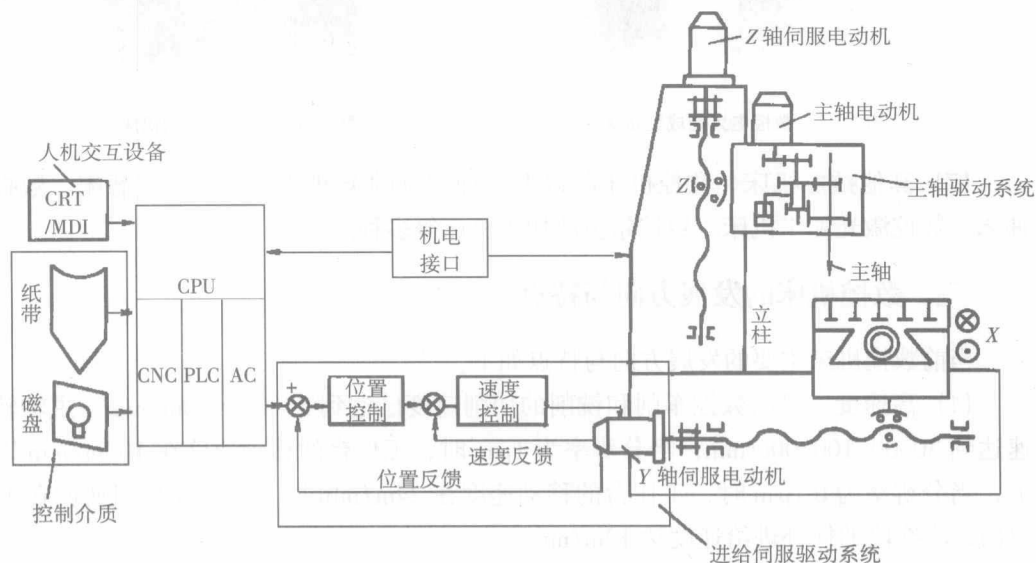 Z轴伺服电动机
主轴电动机
人机交互设备
CRT
/MDI
纸带
磁盘
控制介质
CPU
CNC
PLC
AC
机电
接口
Z
主轴驱动系统
主轴
立柱
X
+
位置
控制
速度
控制
速度反馈
位置反馈
Y轴伺服电动机
进给伺服驱动系统